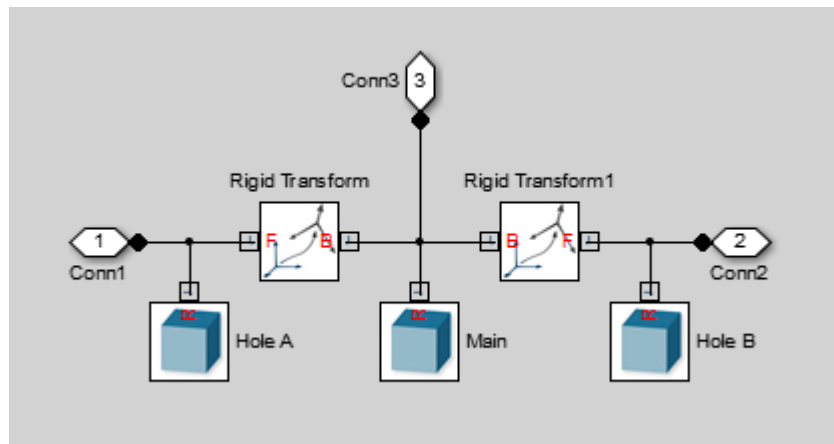 Conn3
3
Rigid Transform
Rigid Transform1
1
F
B
B
F
2
Conn1
Conn2
R
Hole A
R
Main
R
Hole B